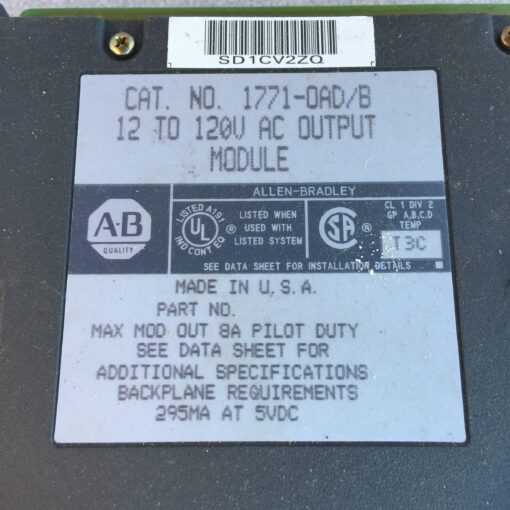 SD1CV2ZQ
CAT. NO. 1771-OAD/B
12 TO 120V AC OUTPUT
MODULE
ALLEN-BRADLEY
AB
QUALITY
LISTED A191
UL
IND CONT EQ
®
LISTED WHEN
USED WITH
LISTED SYSTEM
SA
®
CL 1 DIV 2
GP A,B,C,D
TEMP
T3C
SEE DATA SHEET FOR INSTALLATION DETAILS
MADE IN U.S.A.
PART NO.
MAX MOD OUT 8A PILOT DUTY
SEE DATA SHEET FOR
ADDITIONAL SPECIFICATIONS
BACKPLANE REQUIREMENTS
295MA AT 5VDC